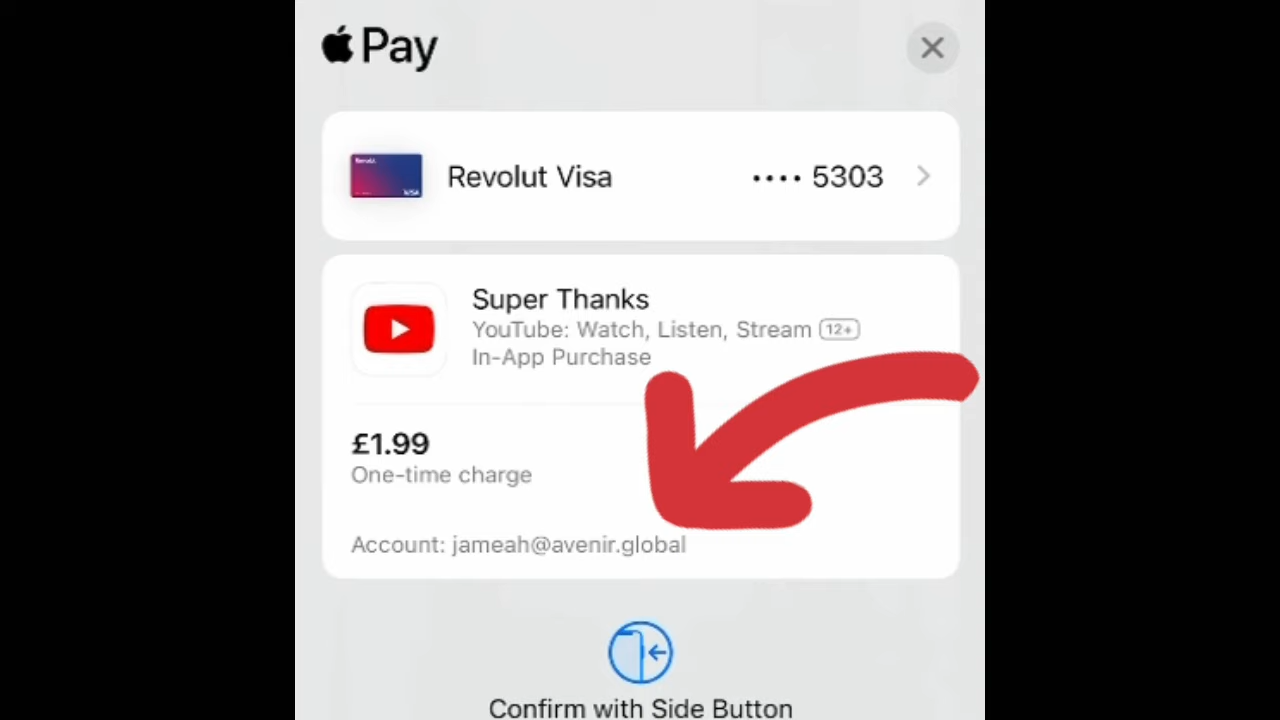 Pay
Revolut Visa •••• 5303
Super Thanks
YouTube: Watch, Listen, Stream 12+
In-App Purchase
£1.99
One-time charge
Account: jameah@avenir.global
Confirm with Side Button